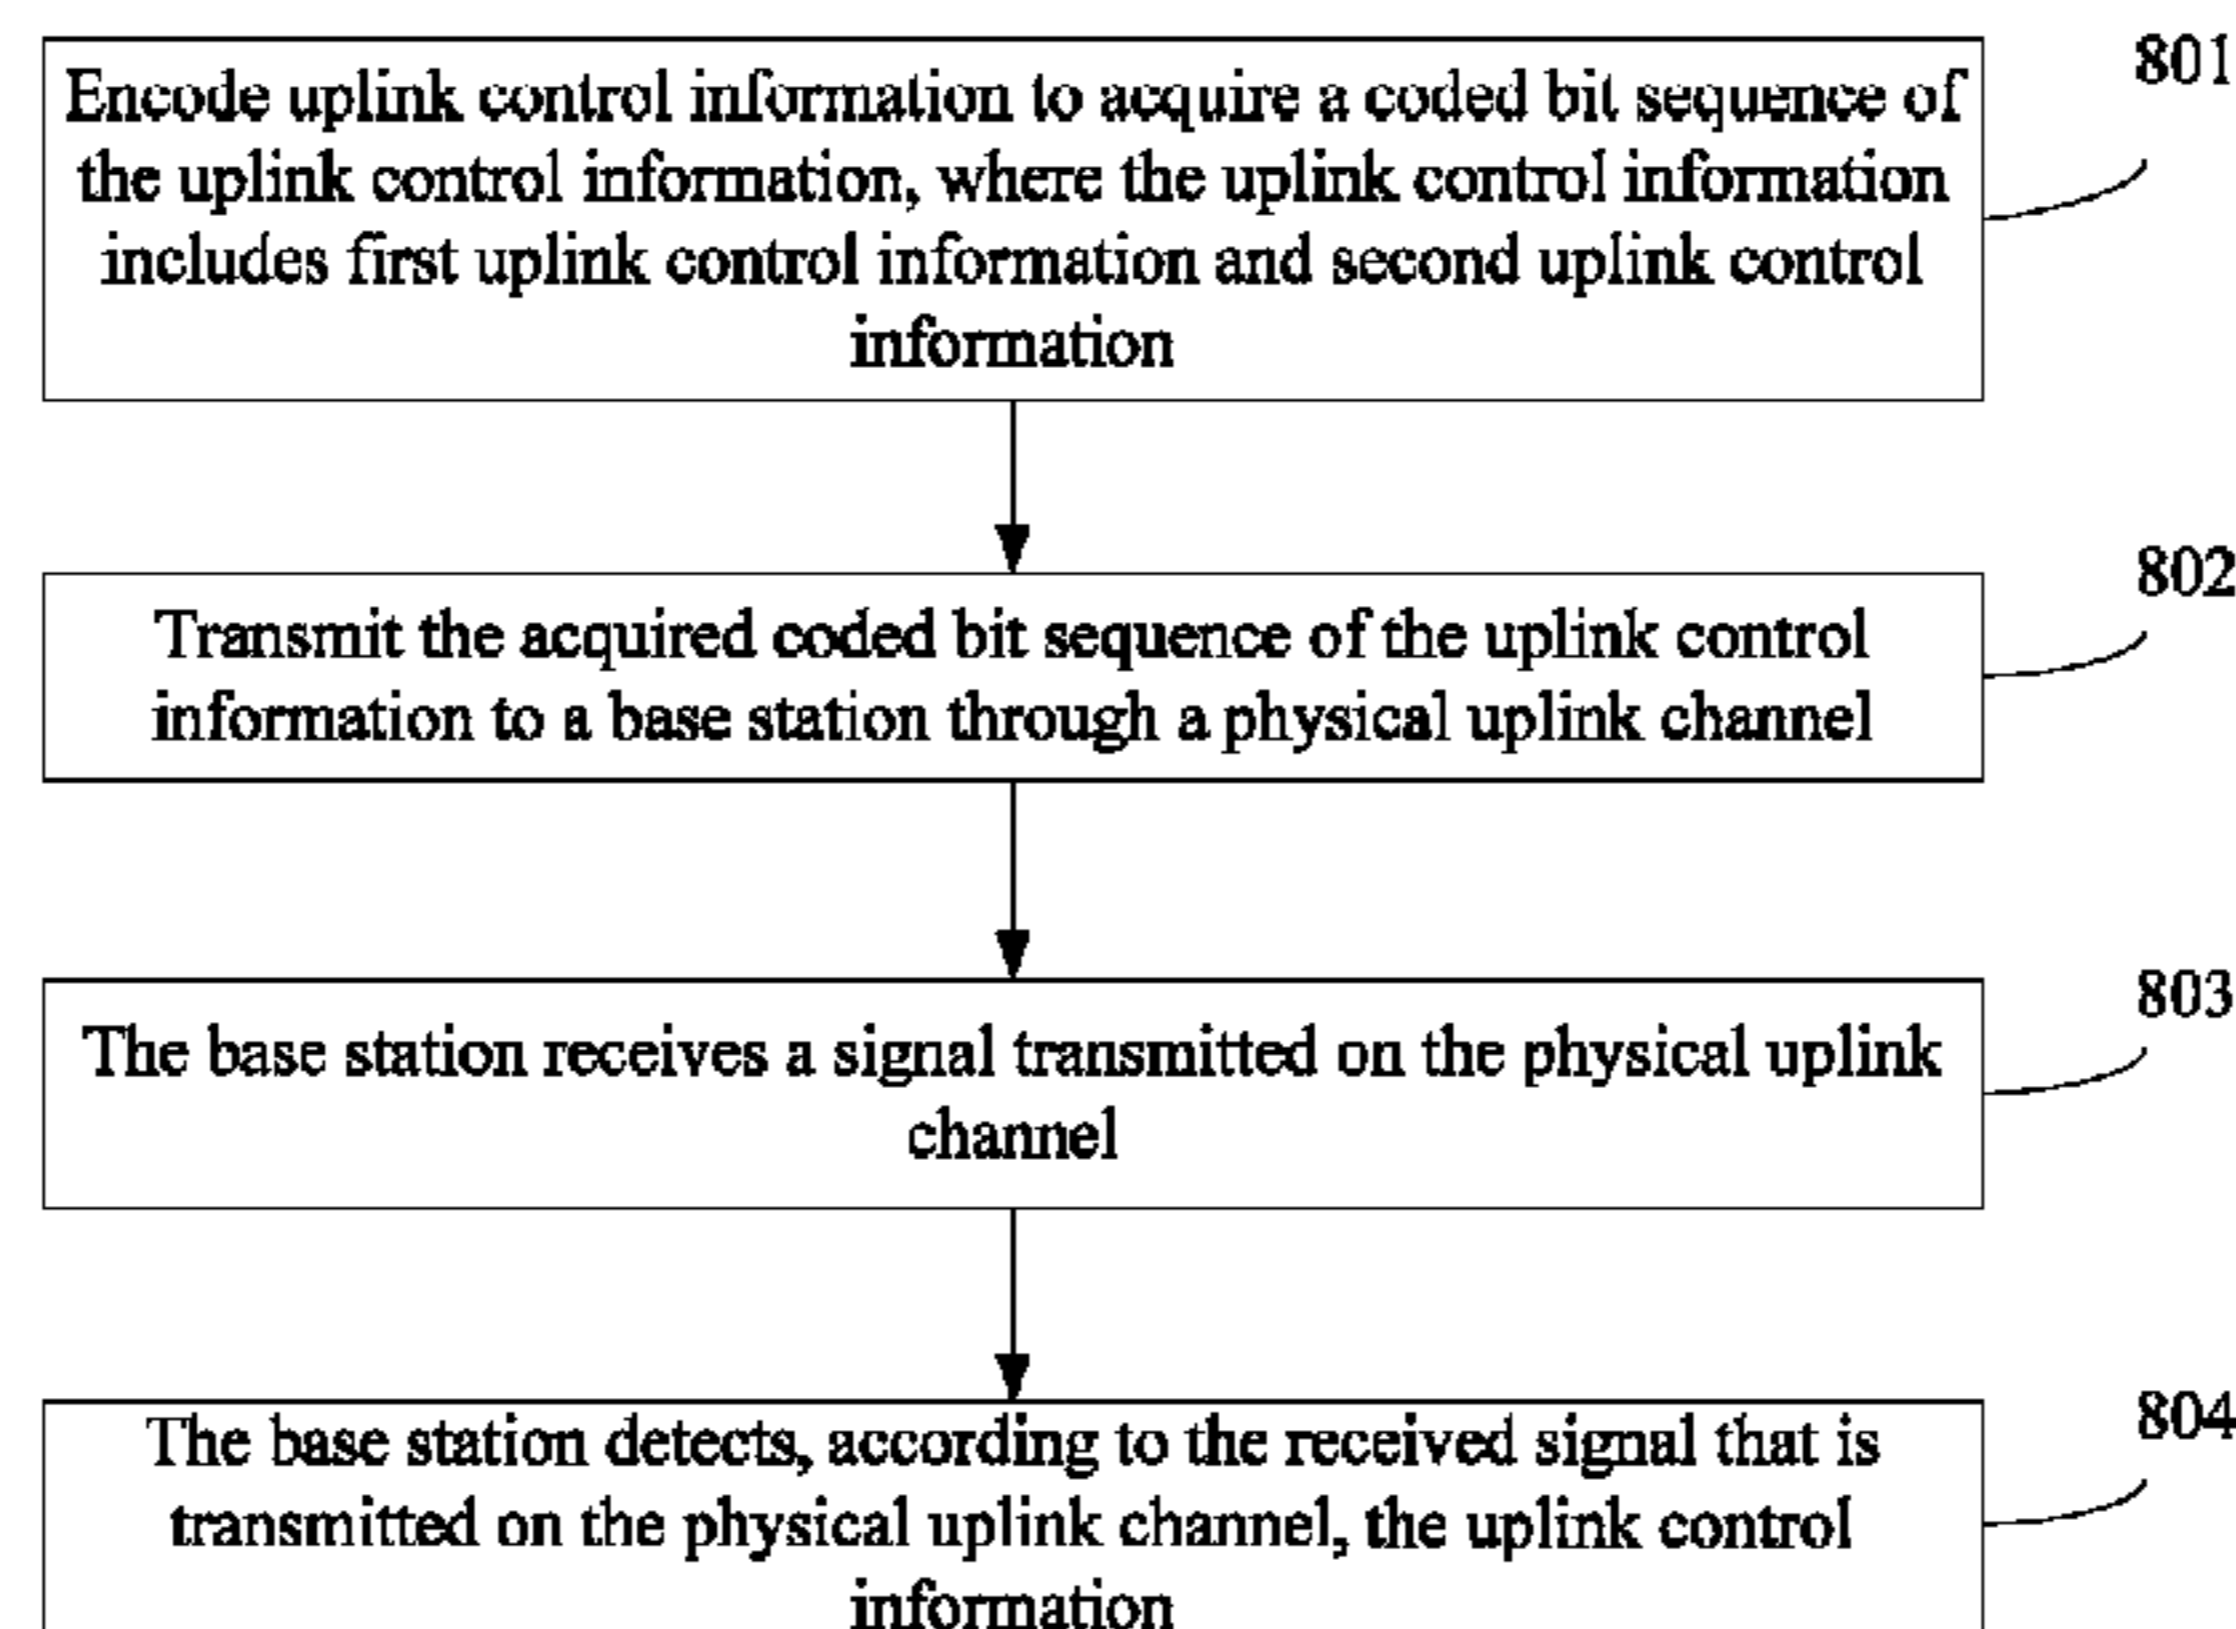 801
Encode uplink control information to acquire a coded bit sequence of
the uplink control information, where the uplink control information
includes first uplink control information and second uplink control
information
802
Transmit the acquired coded bit sequence of the uplink control
information to a base station through a physical uplink channel
803
The base station receives a signal transmitted on the physical uplink
channel
804
The base station detects, according to the received signal that is
transmitted on the physical uplink channel, the uplink control
information